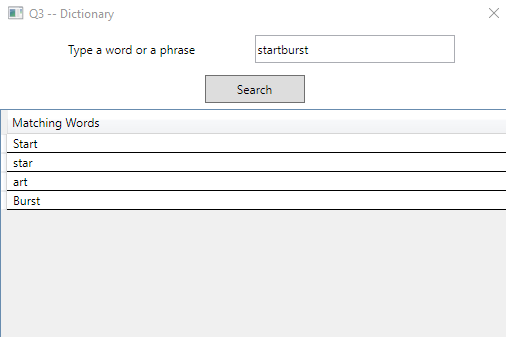 Q3 -- Dictionary
Type a word or a phrase startburst
Search
Matching Words
Start
star
art
Burst